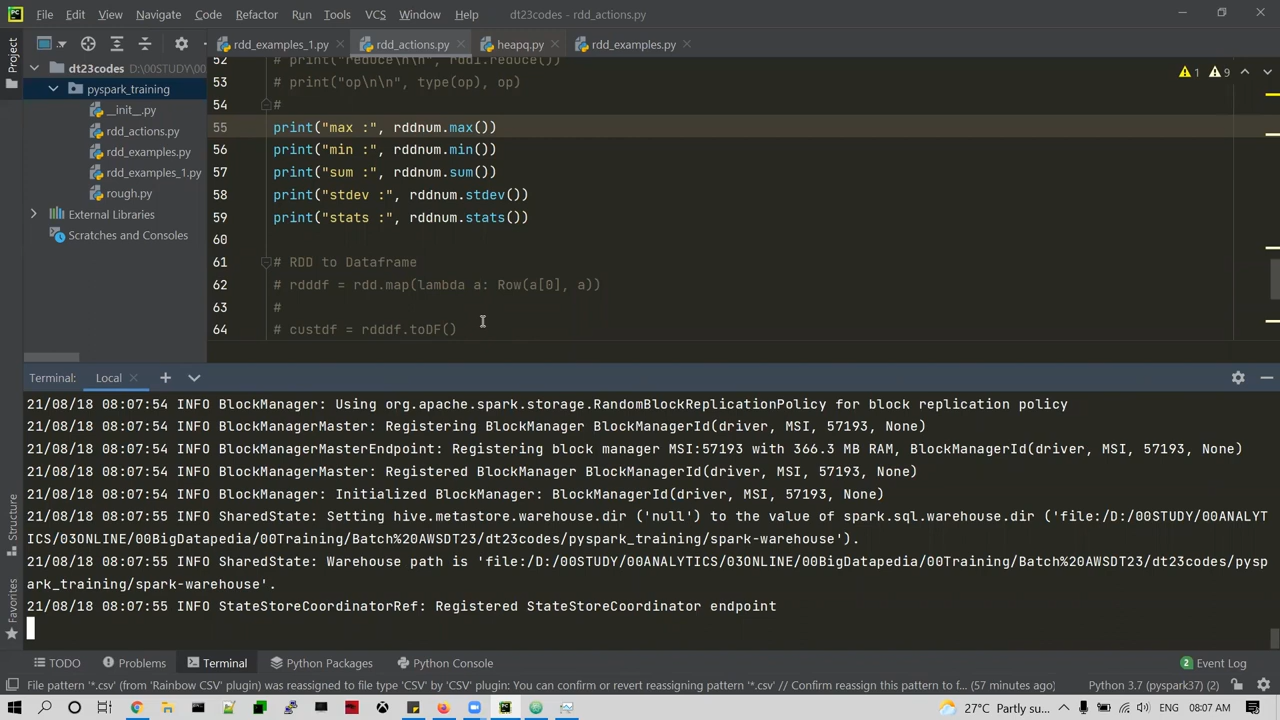 File Edit View Navigate Code Refactor Run Tools VCS Window Help dt23codes - rdd_actions.py
Project
rdd_examples_1.py rdd_actions.py heapq.py rdd_examples.py
dt23codes D:\00STUDY\00A
pyspark_training
__init__.py
rdd_actions.py
rdd_examples.py
rdd_examples_1.py
rough.py
External Libraries
Scratches and Consoles
1 9
52 # print("reduce\n\n", rdd1.reduce())
53 # print("op\n\n", type(op), op)
54 #
55 print("max :", rddnum.max())
56 print("min :", rddnum.min())
57 print("sum :", rddnum.sum())
58 print("stdev :", rddnum.stdev())
59 print("stats :", rddnum.stats())
60
61 # RDD to Dataframe
62 # rdddf = rdd.map(lambda a: Row(a[0], a))
63 #
64 # custdf = rdddf.toDF()
Terminal: Local
21/08/18 08:07:54 INFO BlockManager: Using org.apache.spark.storage.RandomBlockReplicationPolicy for block replication policy
21/08/18 08:07:54 INFO BlockManagerMaster: Registering BlockManager BlockManagerId(driver, MSI, 57193, None)
21/08/18 08:07:54 INFO BlockManagerMasterEndpoint: Registering block manager MSI:57193 with 366.3 MB RAM, BlockManagerId(driver, MSI, 57193, None)
21/08/18 08:07:54 INFO BlockManagerMaster: Registered BlockManager BlockManagerId(driver, MSI, 57193, None)
21/08/18 08:07:54 INFO BlockManager: Initialized BlockManager: BlockManagerId(driver, MSI, 57193, None)
21/08/18 08:07:55 INFO SharedState: Setting hive.metastore.warehouse.dir ('null') to the value of spark.sql.warehouse.dir ('file:/D:/00STUDY/00ANALYT
ICS/03ONLINE/00BigDatapedia/00Training/Batch%20AWSDT23/dt23codes/pyspark_training/spark-warehouse').
21/08/18 08:07:55 INFO SharedState: Warehouse path is 'file:/D:/00STUDY/00ANALYTICS/03ONLINE/00BigDatapedia/00Training/Batch%20AWSDT23/dt23codes/pysp
ark_training/spark-warehouse'.
21/08/18 08:07:55 INFO StateStoreCoordinatorRef: Registered StateStoreCoordinator endpoint
Structure
Favorites
TODO Problems Terminal Python Packages Python Console 2 Event Log
File pattern '*.csv' (from 'Rainbow CSV' plugin) was reassigned to file type 'CSV' by 'CSV' plugin: You can confirm or revert reassigning pattern '*.csv' // Confirm reassign this pattern to f... (57 minutes ago) Python 3.7 (pyspark37) (2)
27°C Partly su... 08:07 AM